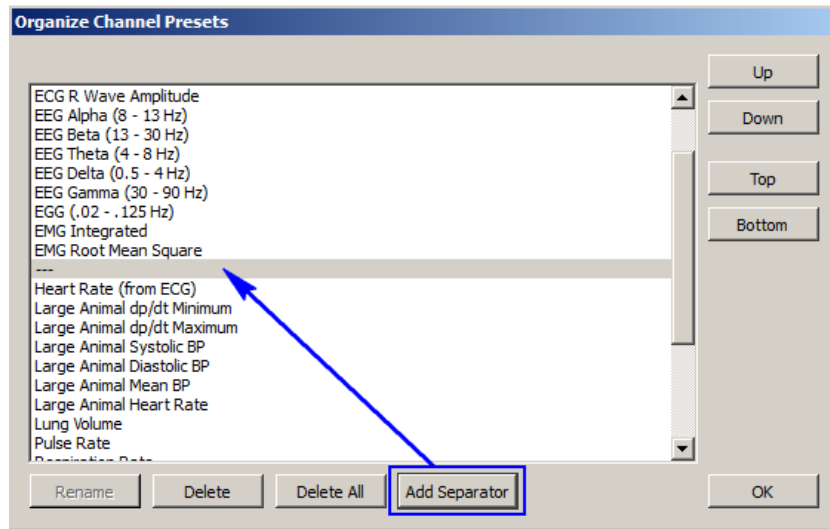 Organize Channel Presets
ECG R Wave Amplitude
EEG Alpha (8 - 13 Hz)
EEG Beta (13 - 30 Hz)
EEG Theta (4 - 8 Hz)
EEG Delta (0.5 - 4 Hz)
EEG Gamma (30 - 90 Hz)
EGG (.02 - .125 Hz)
EMG Integrated
EMG Root Mean Square
---
Heart Rate (from ECG)
Large Animal dp/dt Minimum
Large Animal dp/dt Maximum
Large Animal Systolic BP
Large Animal Diastolic BP
Large Animal Mean BP
Large Animal Heart Rate
Lung Volume
Pulse Rate
Respiration Rate
Up
Down
Top
Bottom
Rename Delete Delete All Add Separator OK